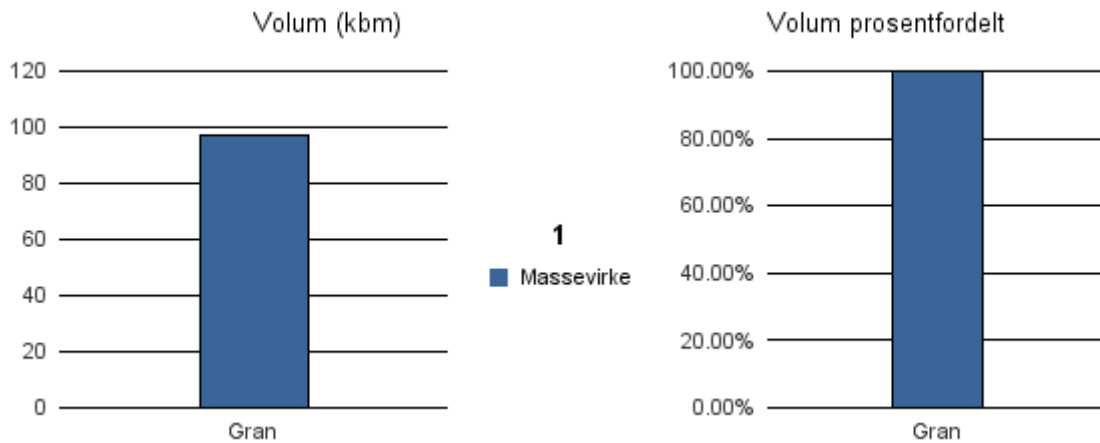 Volum (kbm)
120
100
80
60
40
20
0
Gran
1
Massevirke
Volum prosentfordelt
100.00%
80.00%
60.00%
40.00%
20.00%
0.00%
Gran